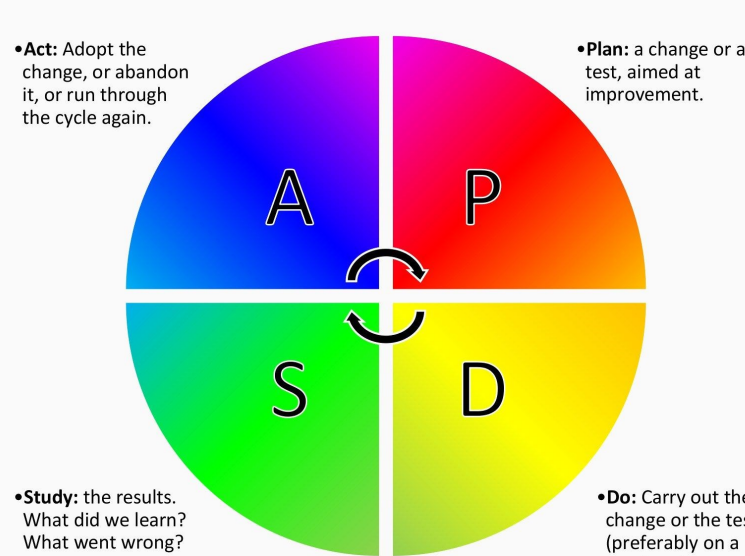 •Act: Adopt the
change, or abandon
it, or run through
the cycle again.
•Plan: a change or a
test, aimed at
improvement.
A
P
S
D
•Study: the results.
What did we learn?
What went wrong?
•Do: Carry out the
change or the
(preferably on a